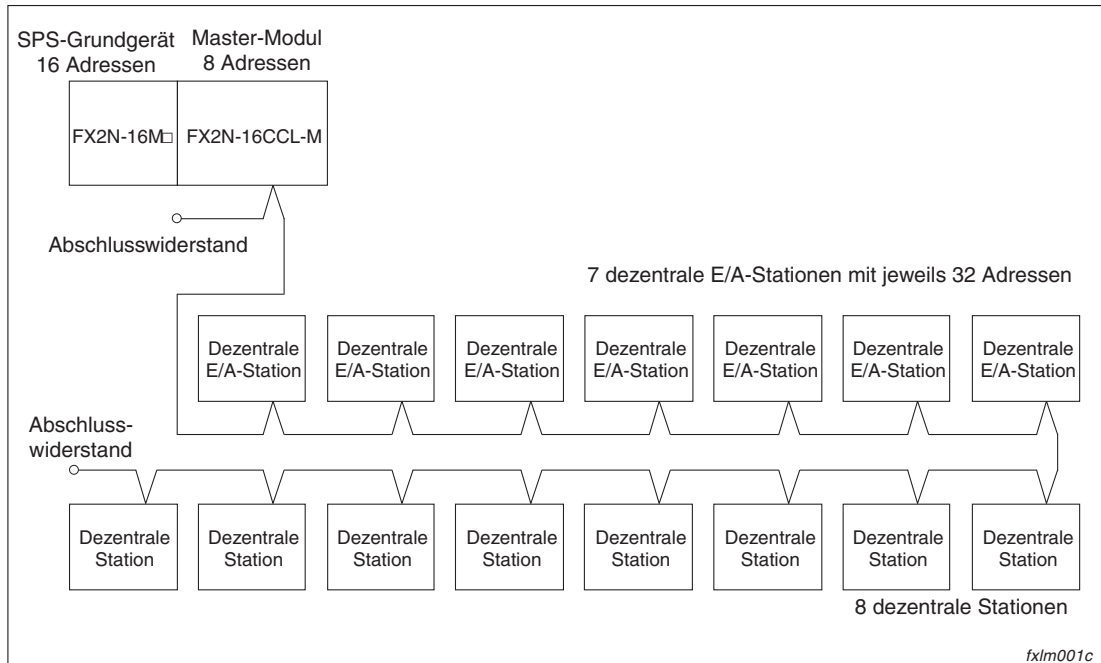 SPS-Grundgerät
16 Adressen
Master-Modul
8 Adressen
FX2N-16M□
FX2N-16CCL-M
Abschlusswiderstand
7 dezentrale E/A-Stationen mit jeweils 32 Adressen
Dezentrale
E/A-Station
Dezentrale
E/A-Station
Dezentrale
E/A-Station
Dezentrale
E/A-Station
Dezentrale
E/A-Station
Dezentrale
E/A-Station
Dezentrale
E/A-Station
Abschluss-
widerstand
Dezentrale
Station
Dezentrale
Station
Dezentrale
Station
Dezentrale
Station
Dezentrale
Station
Dezentrale
Station
Dezentrale
Station
Dezentrale
Station
8 dezentrale Stationen
fxlm001c